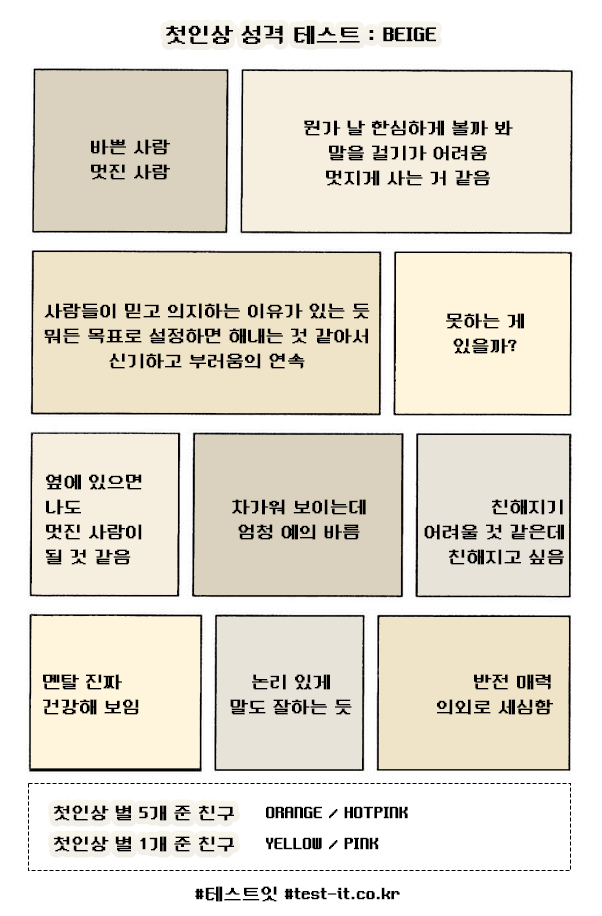 첫인상 성격 테스트 : BEIGE
바쁜 사람
멋진 사람
뭔가 날 한심하게 볼까 봐
말을 걸기가 어려움
멋지게 사는 거 같음
사람들이 믿고 의지하는 이유가 있는 듯
뭐든 목표로 설정하면 해내는 것 같아서
신기하고 부러움의 연속
못하는 게
있을까?
옆에 있으면
나도
멋진 사람이
될 것 같음
차가워 보이는데
엄청 예의 바름
친해지기
어려울 것 같은데
친해지고 싶음
멘탈 진짜
건강해 보임
논리 있게
말도 잘하는 듯
반전 매력
의외로 세심함
첫인상 별 5개 준 친구 ORANGE / HOTPINK
첫인상 별 1개 준 친구 YELLOW / PINK
#테스트잇 #test-it.co.kr